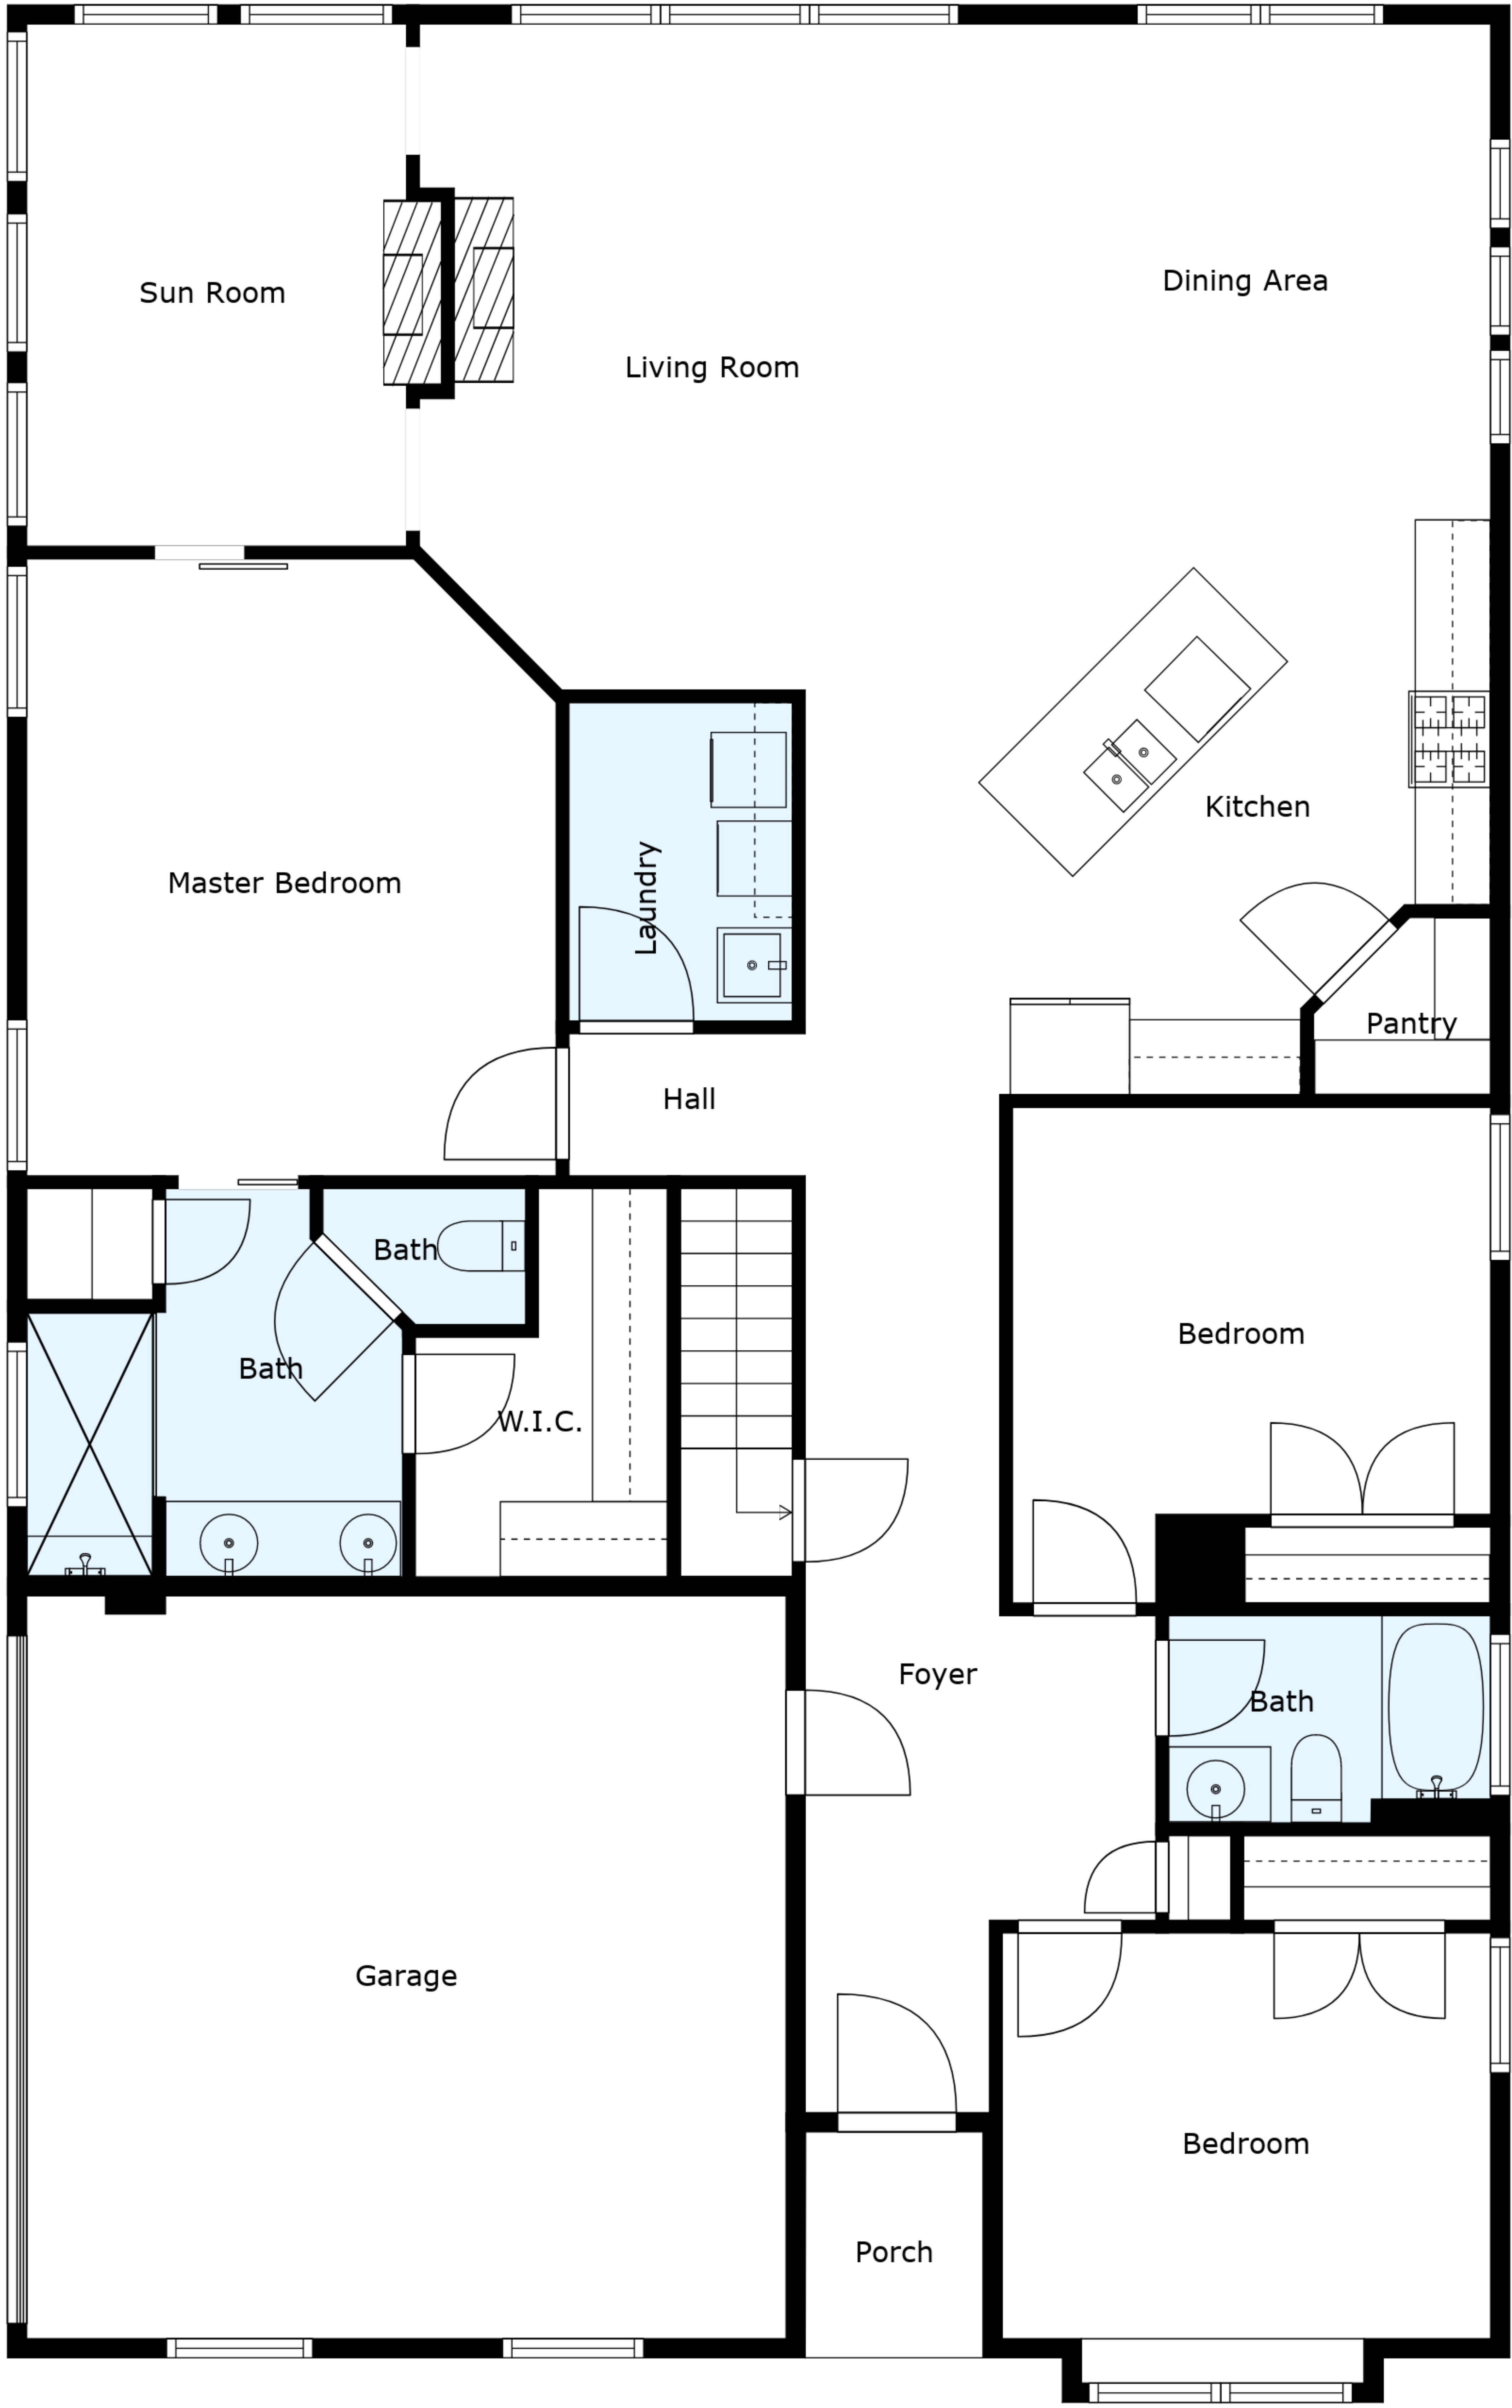 Sun Room
Dining Area
Living Room
Kitchen
Master Bedroom
Laundry
Pantry
Hall
Bath
Bedroom
Bath
W.I.C.
Foyer
Bath
Garage
Bedroom
Porch